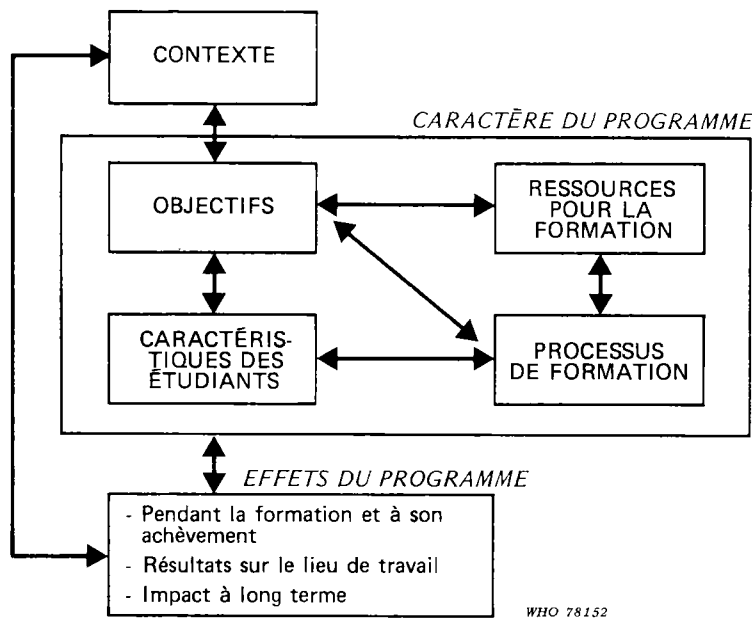 CONTEXTE
CARACTÈRE DU PROGRAMME
OBJECTIFS
RESSOURCES
POUR LA
FORMATION
CARACTÉRIS-
TIQUES DES
ÉTUDIANTS
PROCESSUS
DE FORMATION
EFFETS DU PROGRAMME
- Pendant la formation et à son
achèvement
- Résultats sur le lieu de travail
- Impact à long terme
WHO 78152